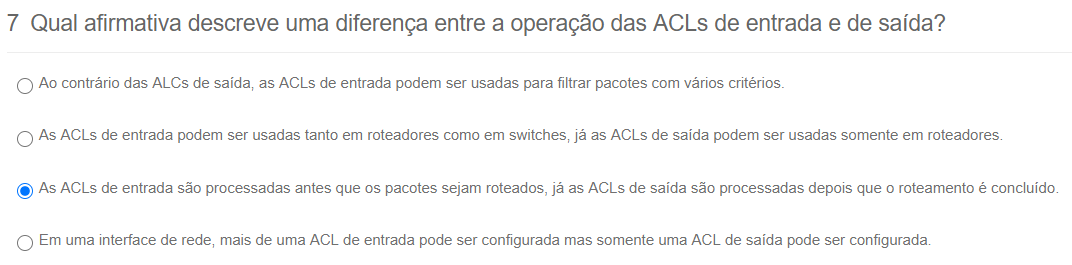 7 Qual afirmativa descreve uma diferença entre a operação das ACLs de entrada e de saída?
Ao contrário das ALCs de saída, as ACLs de entrada podem ser usadas para filtrar pacotes com vários critérios.
As ACLs de entrada podem ser usadas tanto em roteadores como em switches, já as ACLs de saída podem ser usadas somente em roteadores.
As ACLs de entrada são processadas antes que os pacotes sejam roteados, já as ACLs de saída são processadas depois que o roteamento é concluído.
Em uma interface de rede, mais de uma ACL de entrada pode ser configurada mas somente uma ACL de saída pode ser configurada.